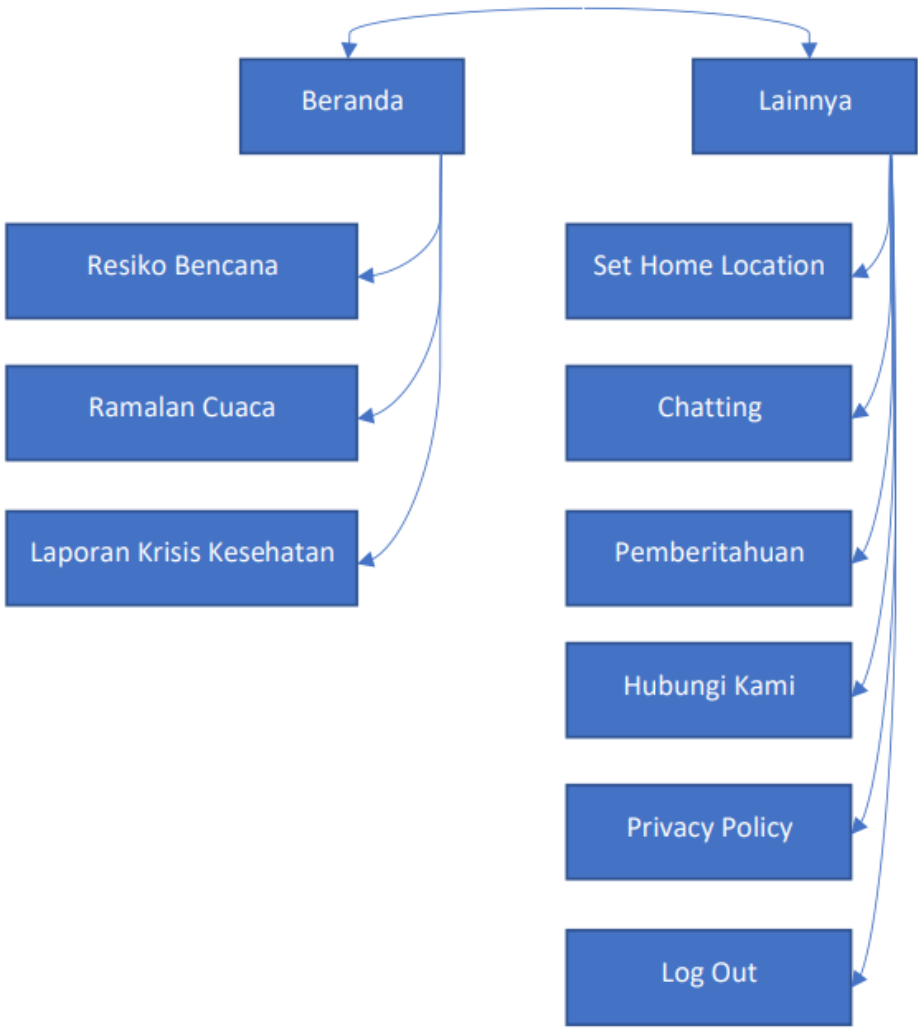 Beranda
Lainnya
Resiko Bencana
Set Home Location
Ramalan Cuaca
Chatting
Laporan Krisis Kesehatan
Pemberitahuan
Hubungi Kami
Privacy Policy
Log Out